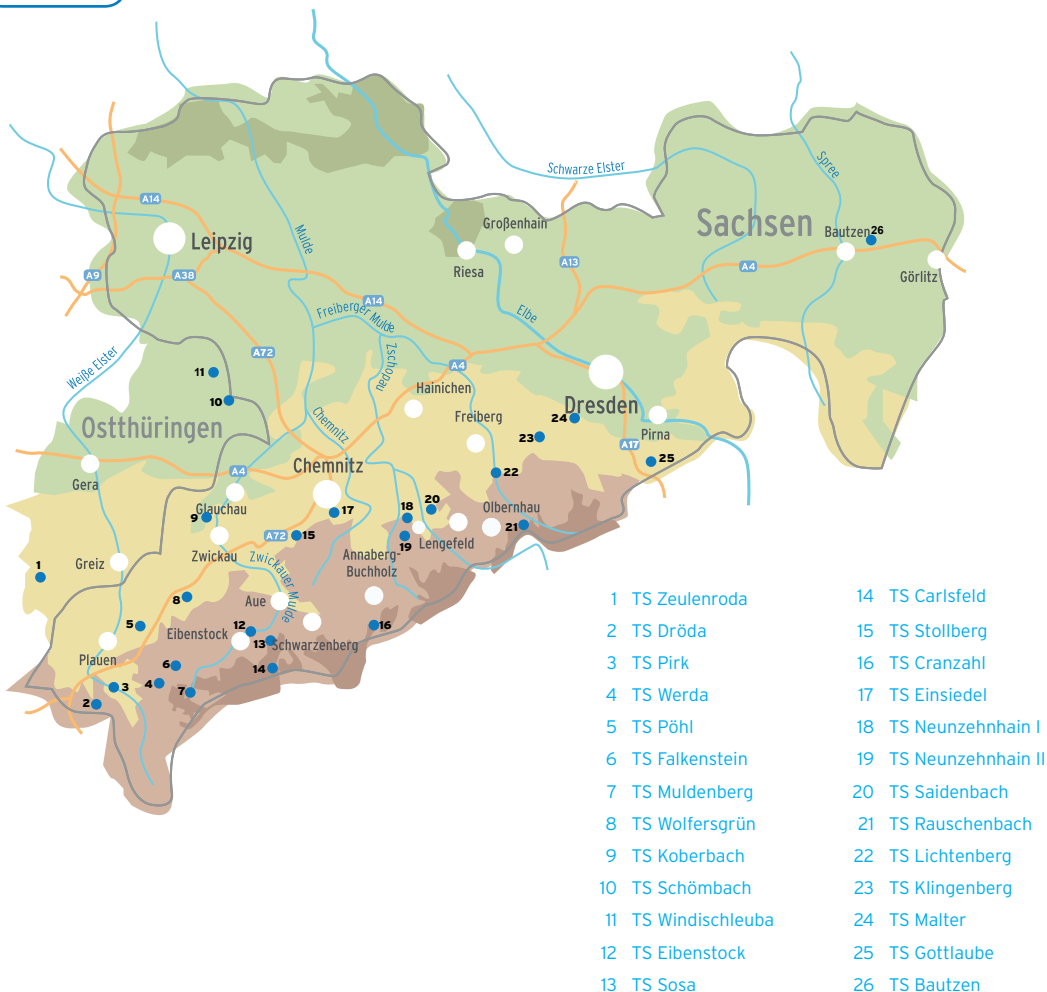 Schwarze Elster
Spree
A14
Großenhain
Sachsen
Bautzen 26
Leipzig
Mulde
Riesa
A13
A4
Görlitz
A9
A38
A14
Elbe
Freiberger Mulde
Weiße Elster
A72
Zschopau
A4
11
Hainichen
10
Dresden
Ostthüringen
Chemnitz
Freiberg
24
23
A17
Pirna
Chemnitz
25
Gera
A4
22
Glauchau
9
17
18
20
Olbernhau
21
A72
15
19
Lengefeld
Zwickau
Zwickauer Mulde
Annaberg-
Buchholz
Greiz
1
8
Aue
5
Eibenstock
12
13
Schwarzenberg
16
Plauen
6
14
4
3
7
2
1 TS Zeulenroda
2 TS Dröda
3 TS Pirk
4 TS Werda
5 TS Pöhl
6 TS Falkenstein
7 TS Muldenberg
8 TS Wolfersgrün
9 TS Koberbach
10 TS Schömbach
11 TS Windischleuba
12 TS Eibenstock
13 TS Sosa
14 TS Carlsfeld
15 TS Stollberg
16 TS Cranzahl
17 TS Einsiedel
18 TS Neunzehnhain I
19 TS Neunzehnhain II
20 TS Saidenbach
21 TS Rauschenbach
22 TS Lichtenberg
23 TS Klingenberg
24 TS Malter
25 TS Gottlaube
26 TS Bautzen